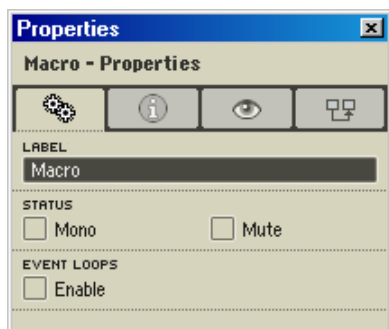 Properties
Macro - Properties
LABEL
Macro
STATUS
Mono Mute
EVENT LOOPS
Enable